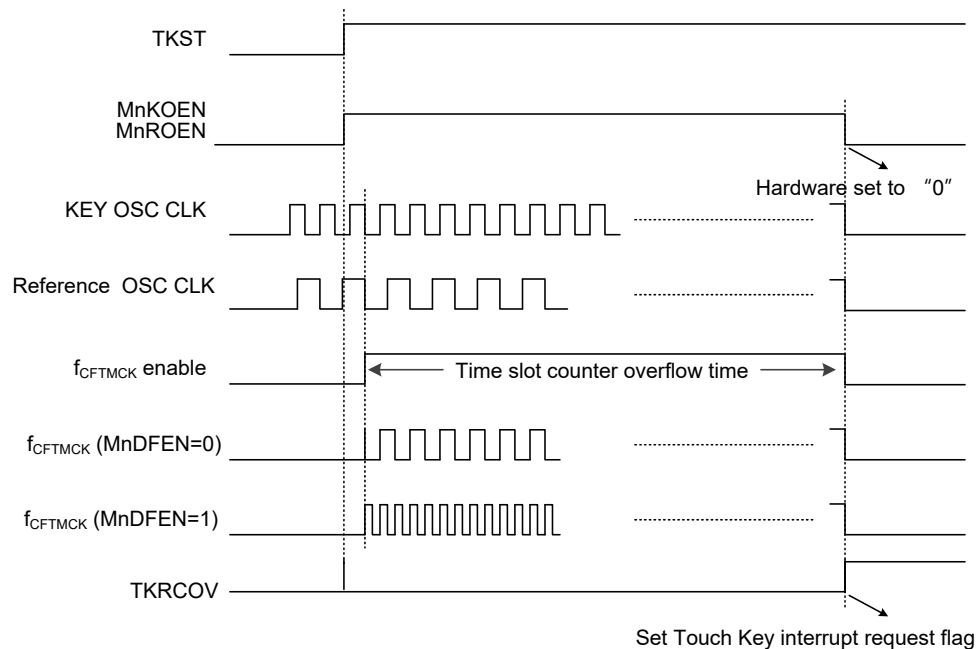 TKST
MnKOEN
MnROEN
Hardware set to “0”
KEY OSC CLK
Reference OSC CLK
fCFTMCK enable
Time slot counter overflow time
fCFTMCK (MnDFEN=0)
fCFTMCK (MnDFEN=1)
TKRCOV
Set Touch Key interrupt request flag